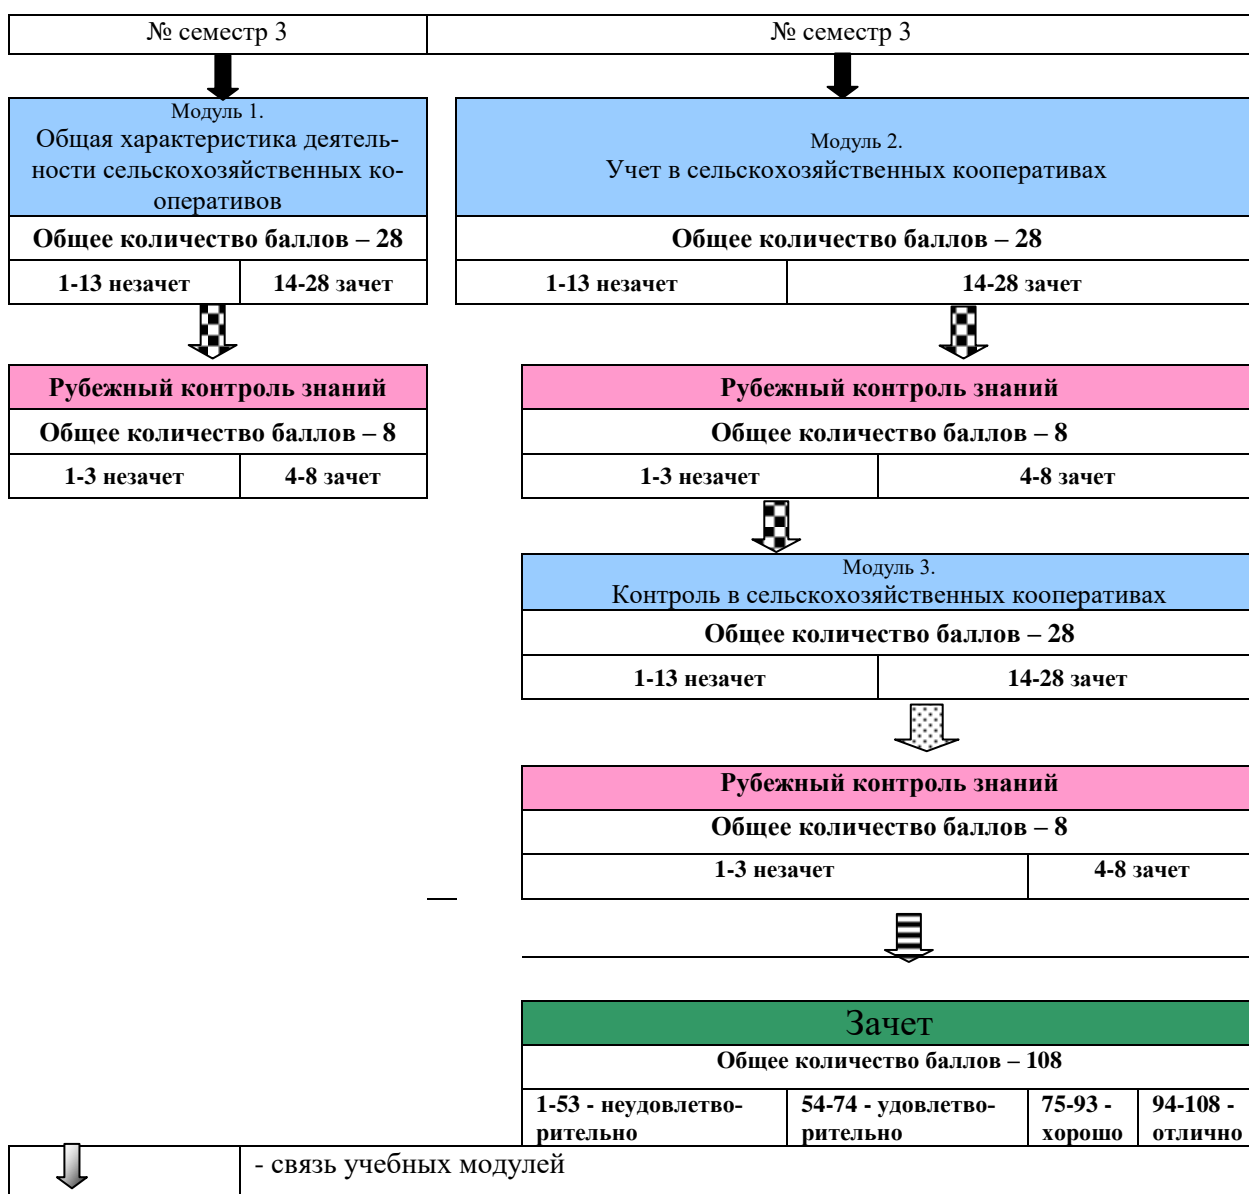 № семестр 3
№ семестр 3
Модуль 1.
Общая характеристика деятель-
ности сельскохозяйственных ко-
оперативов
Общее количество баллов – 28
1-13 незачет
14-28 зачет
Модуль 2.
Учет в сельскохозяйственных кооперативах
Общее количество баллов – 28
1-13 незачет
14-28 зачет
Рубежный контроль знаний
Общее количество баллов – 8
1-3 незачет
4-8 зачет
Рубежный контроль знаний
Общее количество баллов – 8
1-3 незачет
4-8 зачет
Модуль 3.
Контроль в сельскохозяйственных кооперативах
Общее количество баллов – 28
1-13 незачет
14-28 зачет
Рубежный контроль знаний
Общее количество баллов – 8
1-3 незачет
4-8 зачет
Зачет
Общее количество баллов – 108
1-53 - неудовлетво-
рительно
54-74 - удовлетво-
рительно
75-93 -
хорошо
94-108 -
отлично
- связь учебных модулей